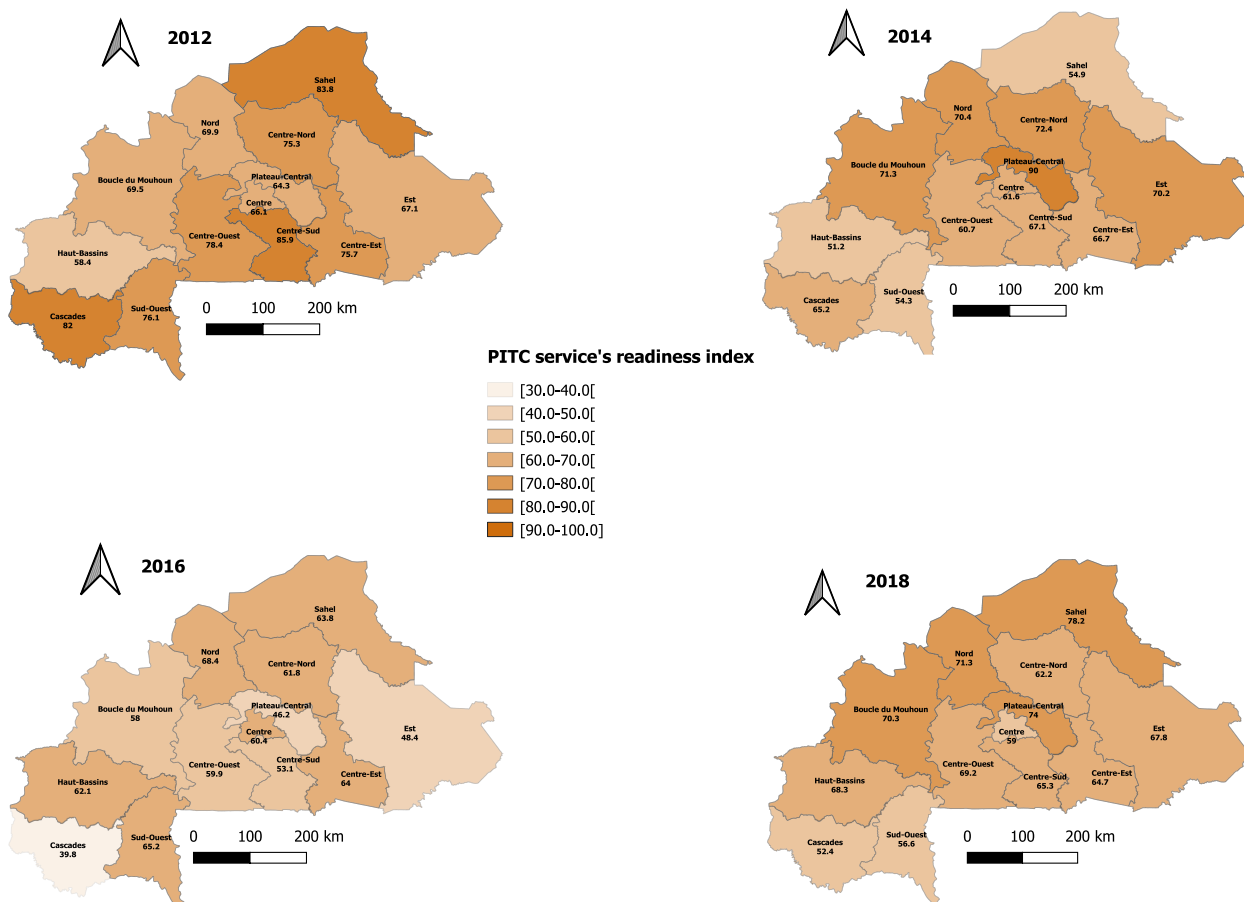 2012
Sahel
83.8
Nord
69.9
Centre-Nord
75.3
Boucle du Mouhoun
69.5
Plateau-Central
64.3
Est
67.1
Centre
66.1
Centre-Ouest
78.4
Centre-Sud
85.9
Centre-Est
75.7
Haut-Bassins
58.4
Cascades
82
Sud-Ouest
76.1
0 100 200 km
2014
Sahel
54.9
Nord
70.4
Centre-Nord
72.4
Boucle du Mouhoun
71.3
Plateau-Central
90
Est
70.2
Centre
61.6
Centre-Ouest
60.7
Centre-Sud
67.1
Centre-Est
66.7
Haut-Bassins
51.2
Cascades
65.2
Sud-Ouest
54.3
0 100 200 km
PITC service's readiness index
[30.0-40.0[
[40.0-50.0[
[50.0-60.0[
[60.0-70.0[
[70.0-80.0[
[80.0-90.0[
[90.0-100.0]
2016
Sahel
63.8
Nord
68.4
Centre-Nord
61.8
Boucle du Mouhoun
58
Plateau-Central
46.2
Est
48.4
Centre
60.4
Centre-Ouest
59.9
Centre-Sud
53.1
Centre-Est
64
Haut-Bassins
62.1
Cascades
39.8
Sud-Ouest
65.2
0 100 200 km
2018
Sahel
78.2
Nord
71.3
Centre-Nord
62.2
Boucle du Mouhoun
70.3
Plateau-Central
74
Est
67.8
Centre
59
Centre-Ouest
69.2
Centre-Sud
65.3
Centre-Est
64.7
Haut-Bassins
68.3
Cascades
52.4
Sud-Ouest
56.6
0 100 200 km